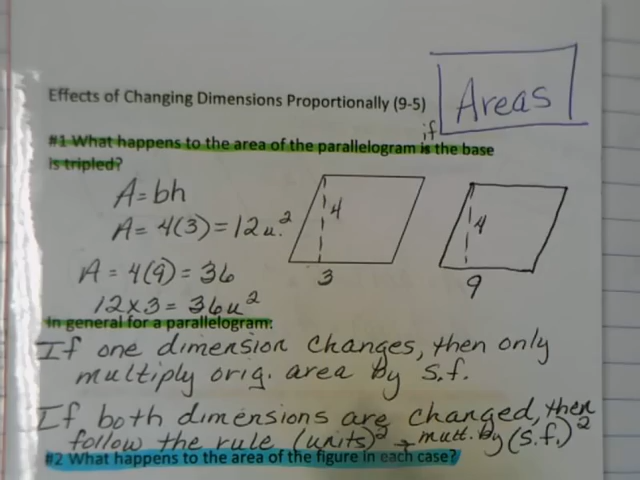 Areas
Effects of Changing Dimensions Proportionally (9-5)
if
#1 What happens to the area of the parallelogram is the base
is tripled?
A=bh
A= 4(3) = 12u.²
4
3
4
9
A = 4(9) = 36
12x3 = 36u²
In general for a parallelogram:
If one dimension changes, then only
multiply orig. area by s.f.
If both dimensions are changed, then
follow the rule (units)² → mult. by (s.f.)²
#2 What happens to the area of the figure in each case?